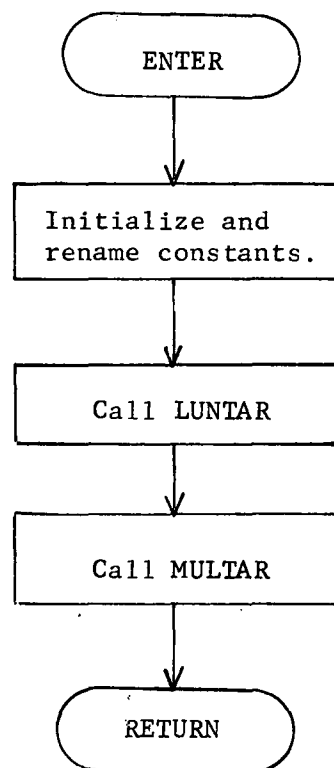 ENTER
Initialize and
rename constants.
Call LUNTAR
Call MULTAR
RETURN